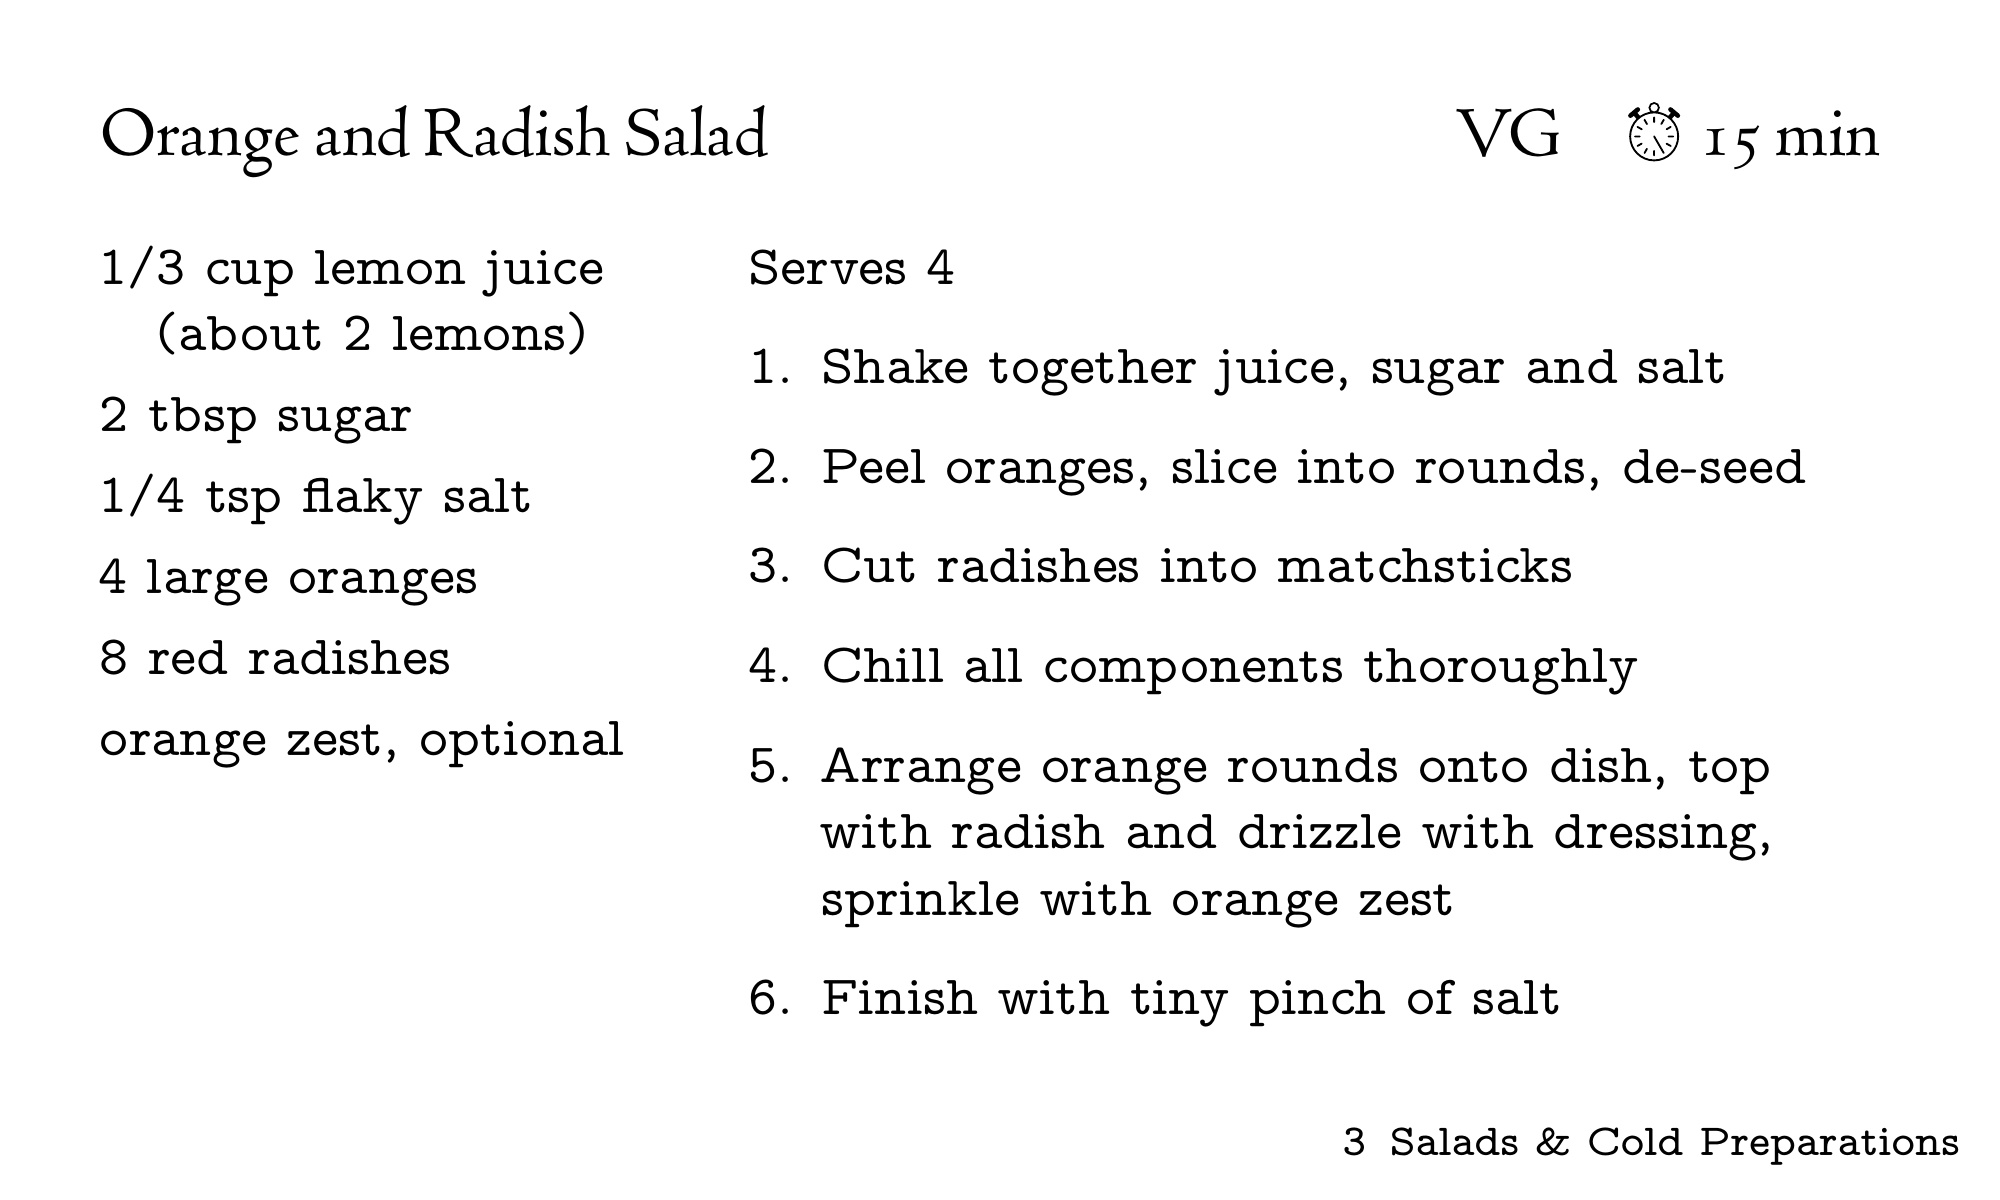 Orange and Radish Salad
VG 15 min
1/3 cup lemon juice
(about 2 lemons)
2 tbsp sugar
1/4 tsp flaky salt
4 large oranges
8 red radishes
orange zest, optional
Serves 4
1. Shake together juice, sugar and salt
2. Peel oranges, slice into rounds, de-seed
3. Cut radishes into matchsticks
4. Chill all components thoroughly
5. Arrange orange rounds onto dish, top
with radish and drizzle with dressing,
sprinkle with orange zest
6. Finish with tiny pinch of salt
3 Salads & Cold Preparations